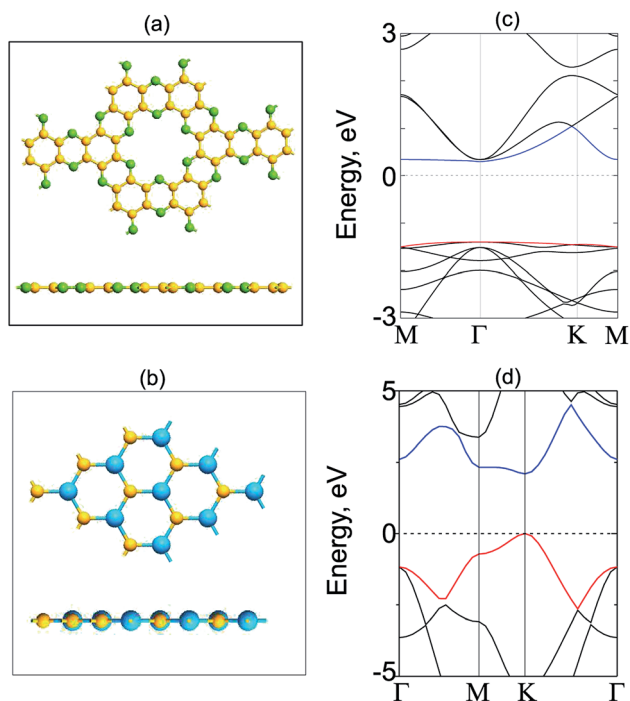 (a)
(c)
3
0
-3
Energy, eV
M Γ K M
(b)
(d)
5
0
-5
Energy, eV
Γ M K Γ